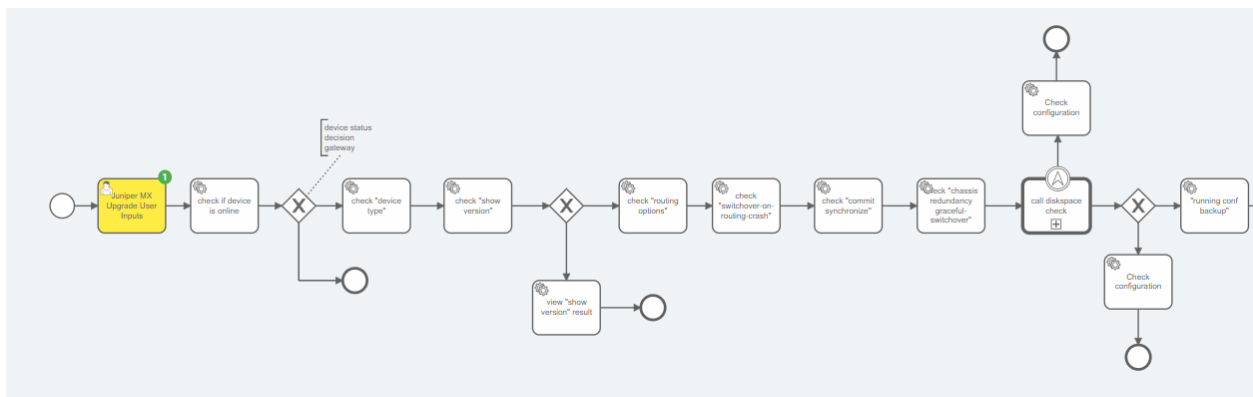 Juniper MX
Upgrade User
Inputs
1
check if device
is online
X
device status
decision
gateway
check "device
type"
check "show
version"
X
view "show
version" result
check "routing
options"
check
"switchover-on-
routing-crash"
check "commit
synchronize"
check "chassis
redundancy
graceful-
switchover"
Check
configuration
call diskspace
check
X
Check
configuration
"running conf
backup"